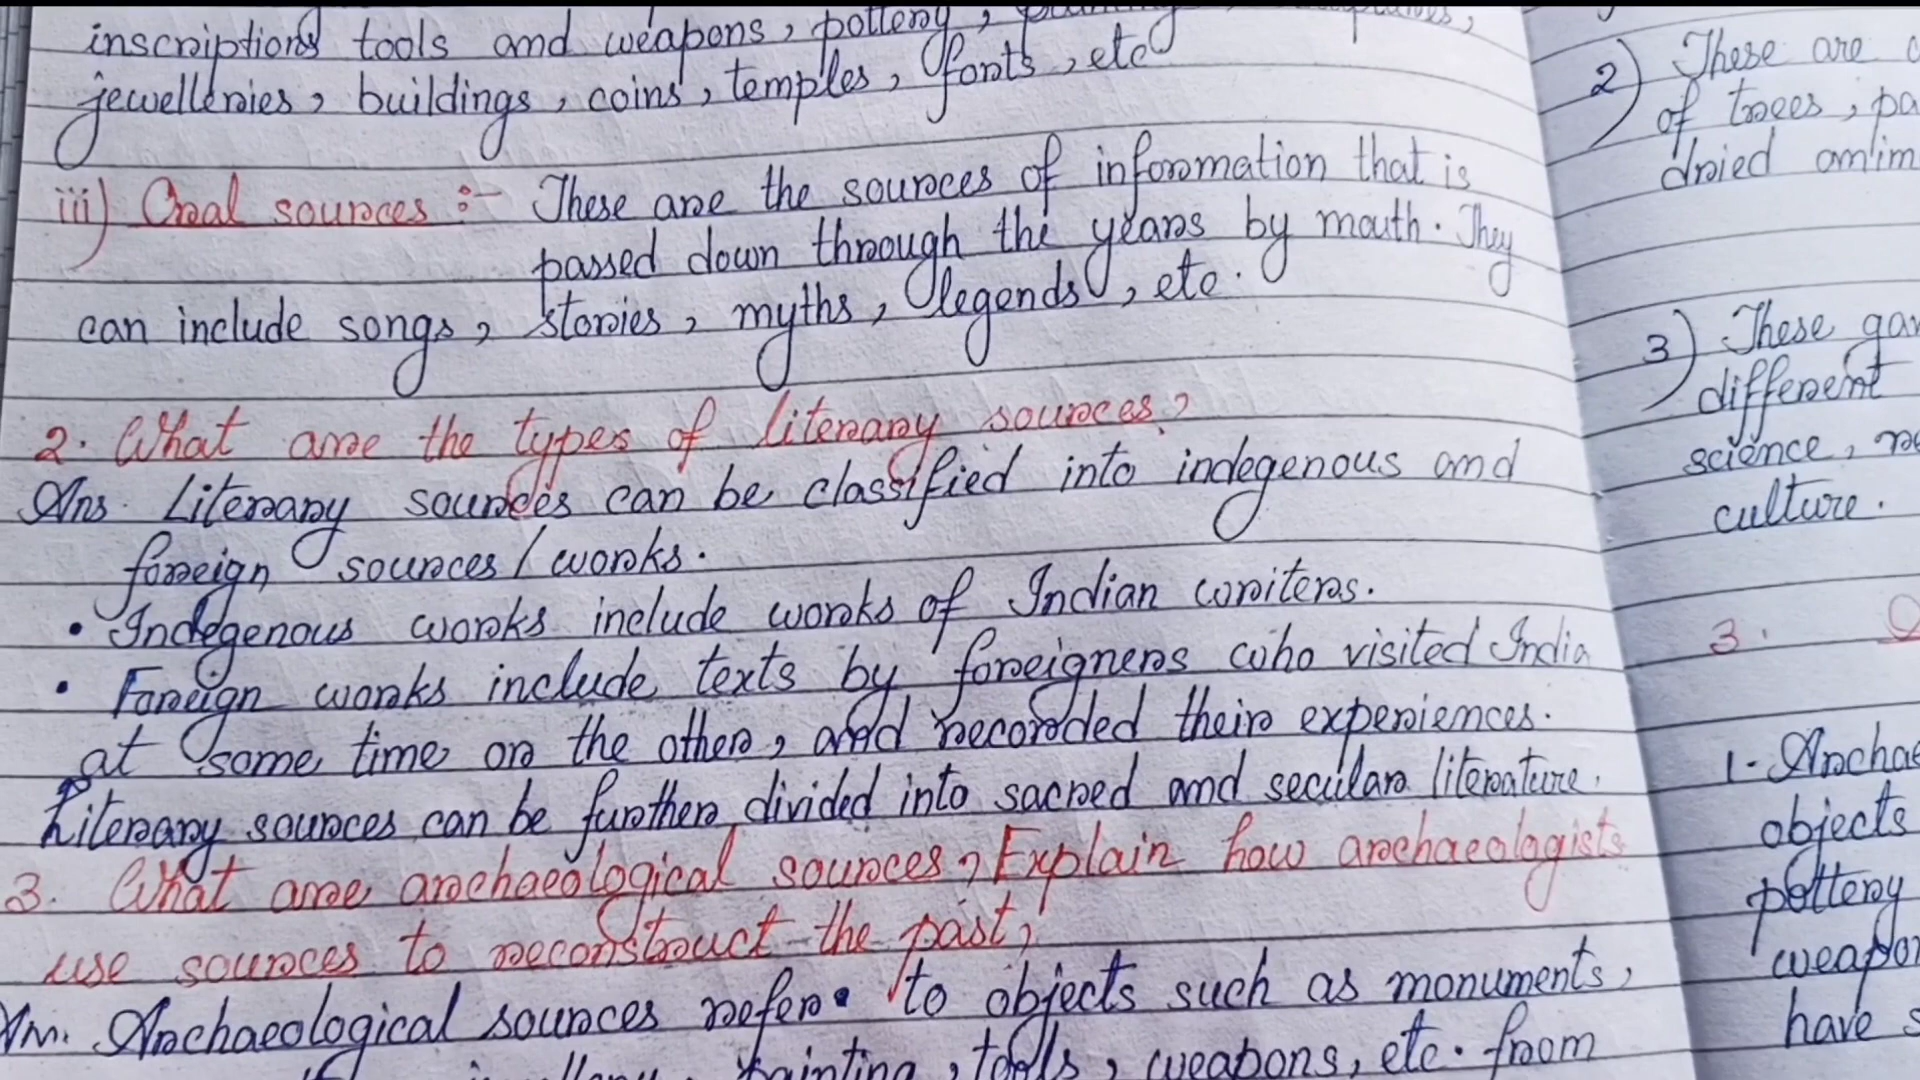 inscriptions tools and weapons, pottery,
jewelleries, buildings, coins, temples, fonts, etc
iii) Oral sources :- These are the sources of information that is
passed down through the years by mouth. They
can include songs, stories, myths, legends, etc.
2. What are the types of literary sources?
Ans. Literary sources can be classified into indegenous and
foreign sources/works.
• Indegenous works include works of Indian writers.
• Foreign works include texts by foreigners who visited India
at some time or the other, and recorded their experiences.
Literary sources can be further divided into sacred and secular literature.
3. What are archaeological sources? Explain how archaeologists
use sources to reconstruct the past?
Ans. Archaeological sources refer to objects such as monuments,
painting, tools, weapons, etc. from
2) These are
of trees, pa
dried anim
3) These gav
different
science, re
culture.
3.
1. Archae
objects
pottery
weapon
have s